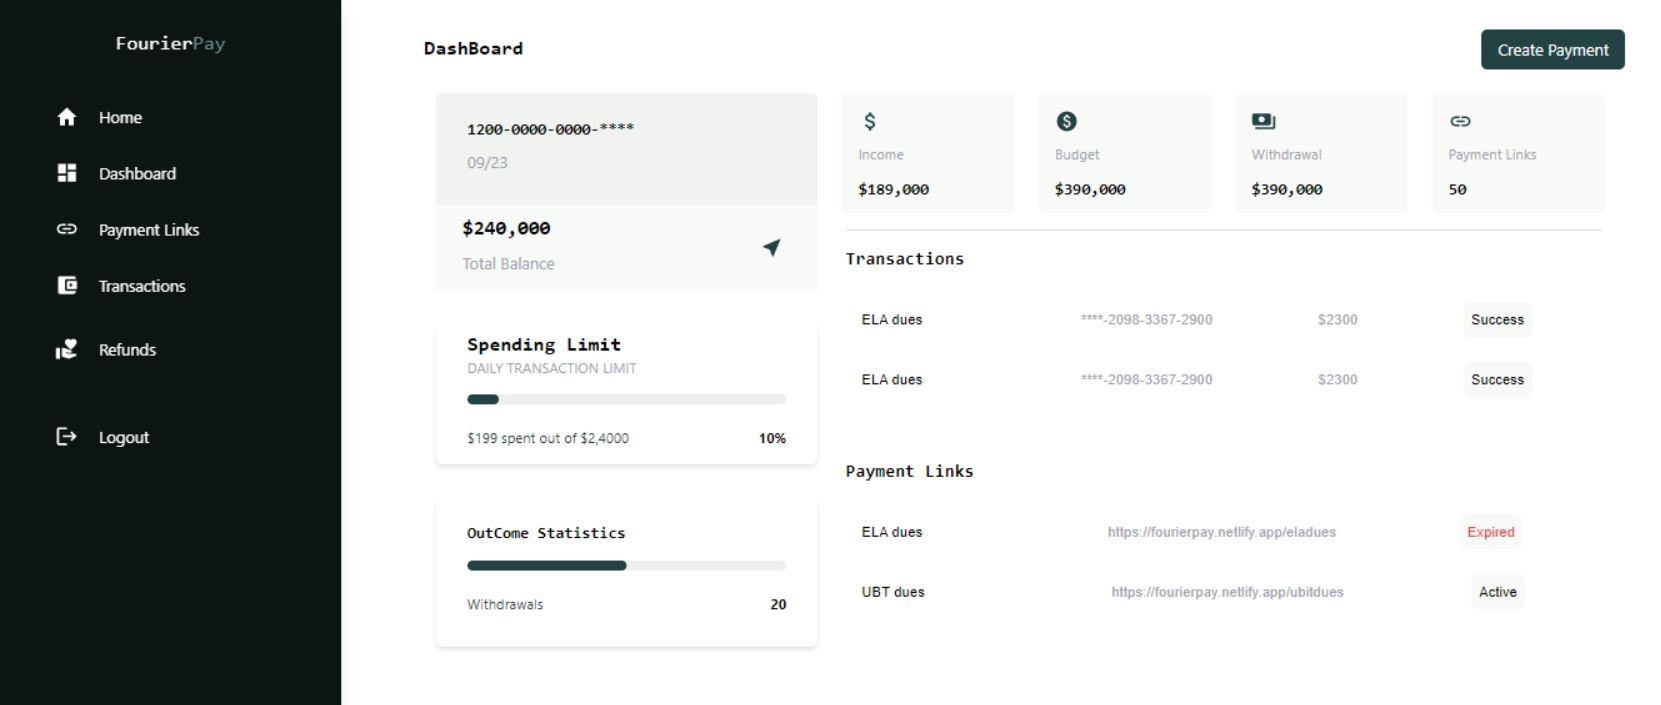 FourierPay
Home
Dashboard
Payment Links
Transactions
Refunds
Logout
DashBoard
Create Payment
1200-0000-0000-****
09/23
$240,000
Total Balance
Spending Limit
DAILY TRANSACTION LIMIT
$199 spent out of $2,4000 10%
OutCome Statistics
Withdrawals 20
Income
$189,000
Budget
$390,000
Withdrawal
$390,000
Payment Links
50
Transactions
ELA dues ****-2098-3367-2900 $2300 Success
ELA dues ****-2098-3367-2900 $2300 Success
Payment Links
ELA dues https://fourierpay.netlify.app/eladues Expired
UBT dues https://fourierpay.netlify.app/ubitdues Active